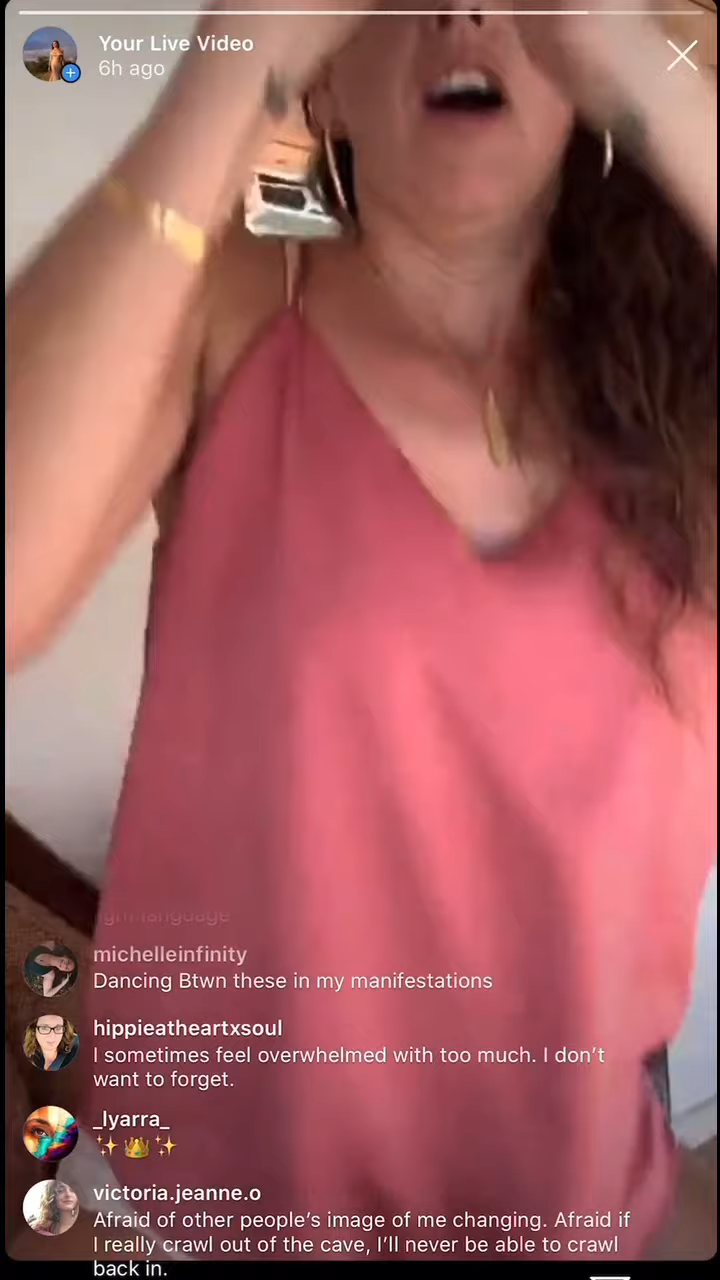 Your Live Video
6h ago
language
michelleinfinity
Dancing Btwn these in my manifestations
hippieatheartxsoul
I sometimes feel overwhelmed with too much. I don't
want to forget.
_lyarra_
✨👑✨
victoria.jeanne.o
Afraid of other people's image of me changing. Afraid if
I really crawl out of the cave, I'll never be able to crawl
back in.